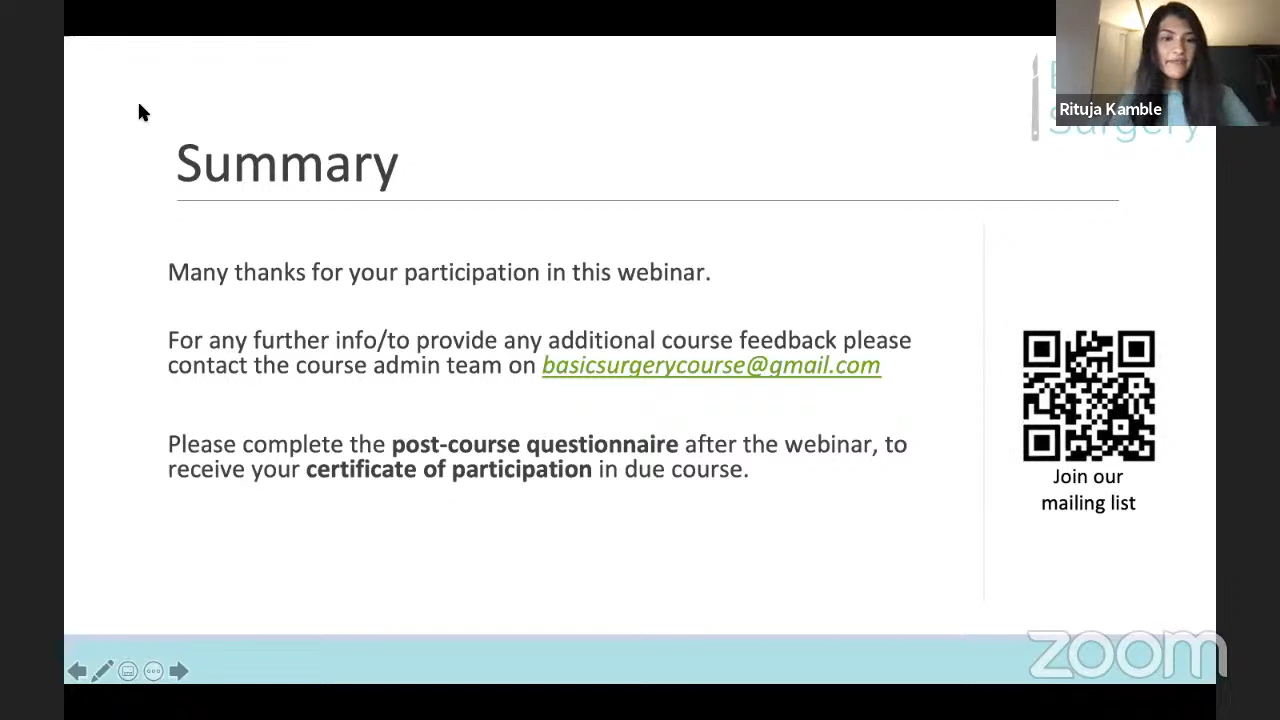 Rituja Kamble
Surgery
Summary
Many thanks for your participation in this webinar.
For any further info/to provide any additional course feedback please
contact the course admin team on basicsurgerycourse@gmail.com
Please complete the post-course questionnaire after the webinar, to
receive your certificate of participation in due course.
Join our
mailing list
zoom